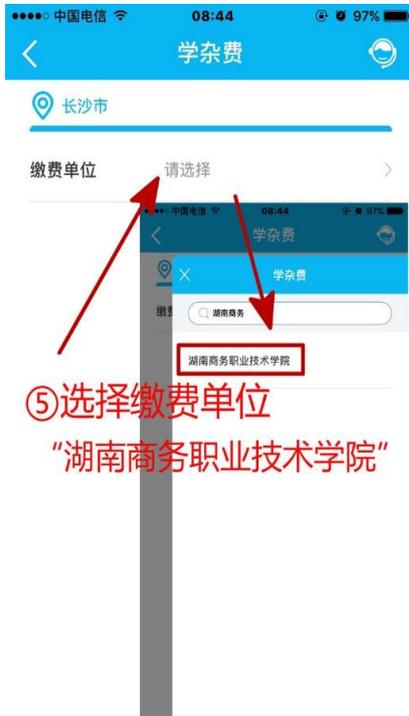 中国电信 08:44 97%
学杂费
长沙市
缴费单位 请选择
中国电信 08:44 97%
学杂费
学杂费
缴费
湖南商务
湖南商务职业技术学院
⑤选择缴费单位
“湖南商务职业技术学院”